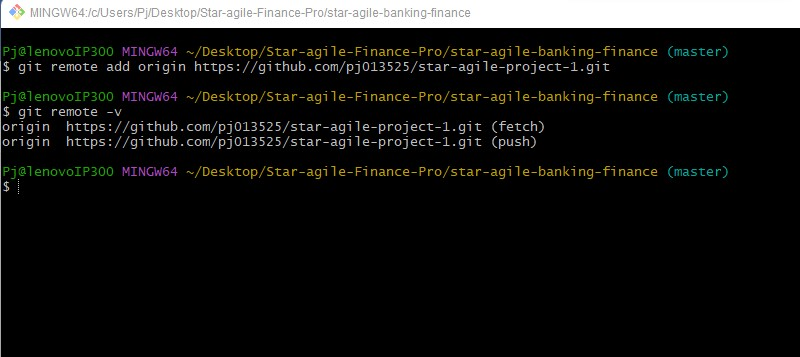 MINGW64:/c/Users/Pj/Desktop/Star-agile-Finance-Pro/star-agile-banking-finance
Pj@lenovoIP300 MINGW64 ~/Desktop/Star-agile-Finance-Pro/star-agile-banking-finance (master)
$ git remote add origin https://github.com/pj013525/star-agile-project-1.git
Pj@lenovoIP300 MINGW64 ~/Desktop/Star-agile-Finance-Pro/star-agile-banking-finance (master)
$ git remote -v
origin  https://github.com/pj013525/star-agile-project-1.git (fetch)
origin  https://github.com/pj013525/star-agile-project-1.git (push)
Pj@lenovoIP300 MINGW64 ~/Desktop/Star-agile-Finance-Pro/star-agile-banking-finance (master)
$